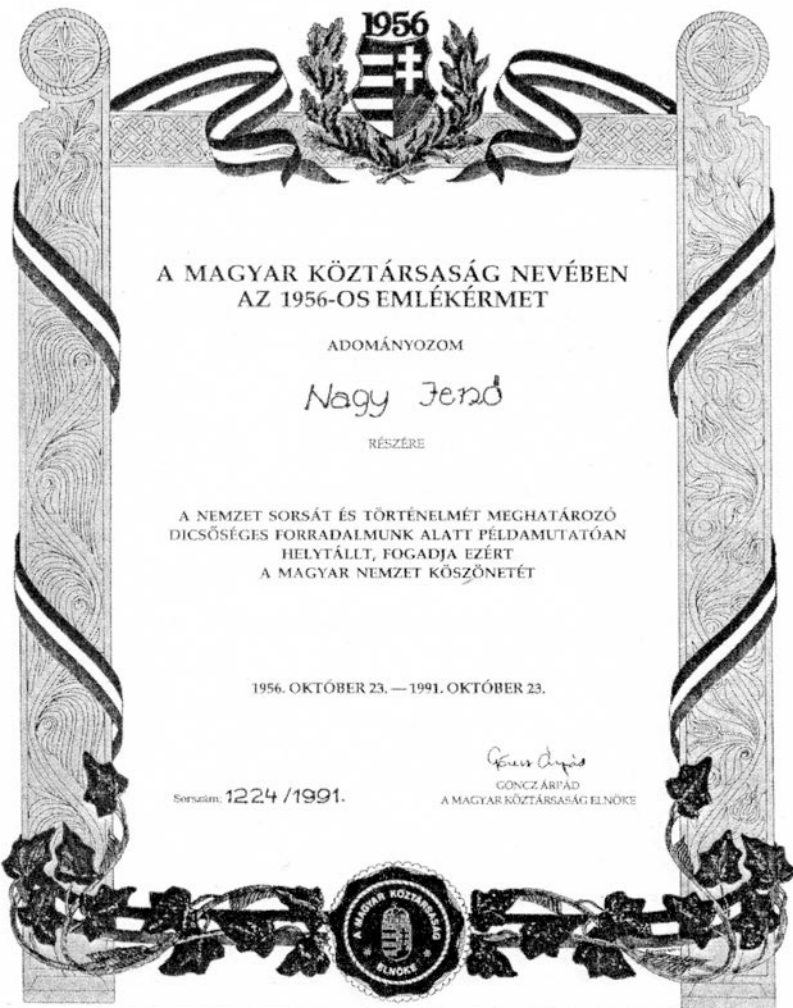 1956
A MAGYAR KÖZTÁRSASÁG NEVÉBEN
AZ 1956-OS EMLÉKÉRMET
ADOMÁNYOZOM
Nagy Jenő
RÉSZÉRE
A NEMZET SORSÁT ÉS TÖRTÉNELMÉT MEGHATÁROZÓ
DICSŐSÉGES FORRADALMUNK ALATT PÉLDAMUTATÓAN
HELYTÁLLT, FOGADJA EZÉRT
A MAGYAR NEMZET KÖSZÖNETÉT
1956. OKTÓBER 23. — 1991. OKTÓBER 23.
Göncz Árpád
GÖNCZ ÁRPÁD
A MAGYAR KÖZTÁRSASÁG ELNÖKE
Sorszám: 1224/1991.
A MAGYAR KÖZTÁRSASÁG
ELNÖKE